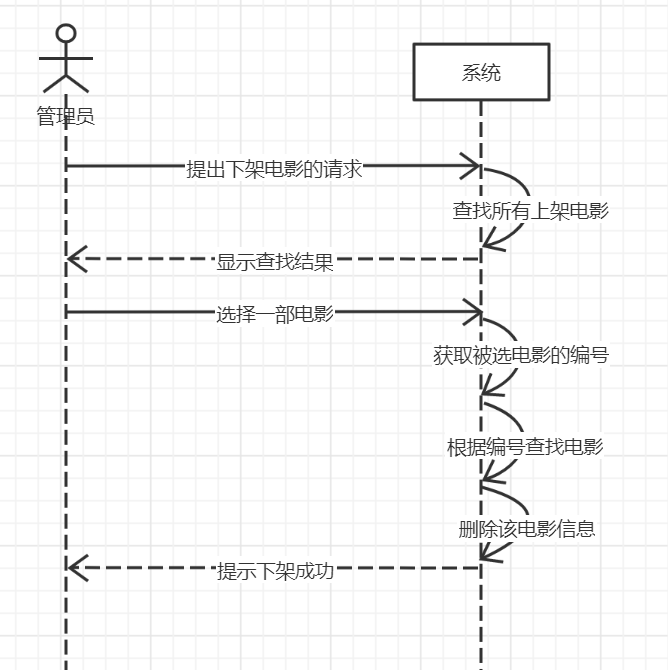 系统
管理员
提出下架电影的请求
查找所有上架电影
显示查找结果
选择一部电影
获取被选电影的编号
根据编号查找电影
删除该电影信息
提示下架成功